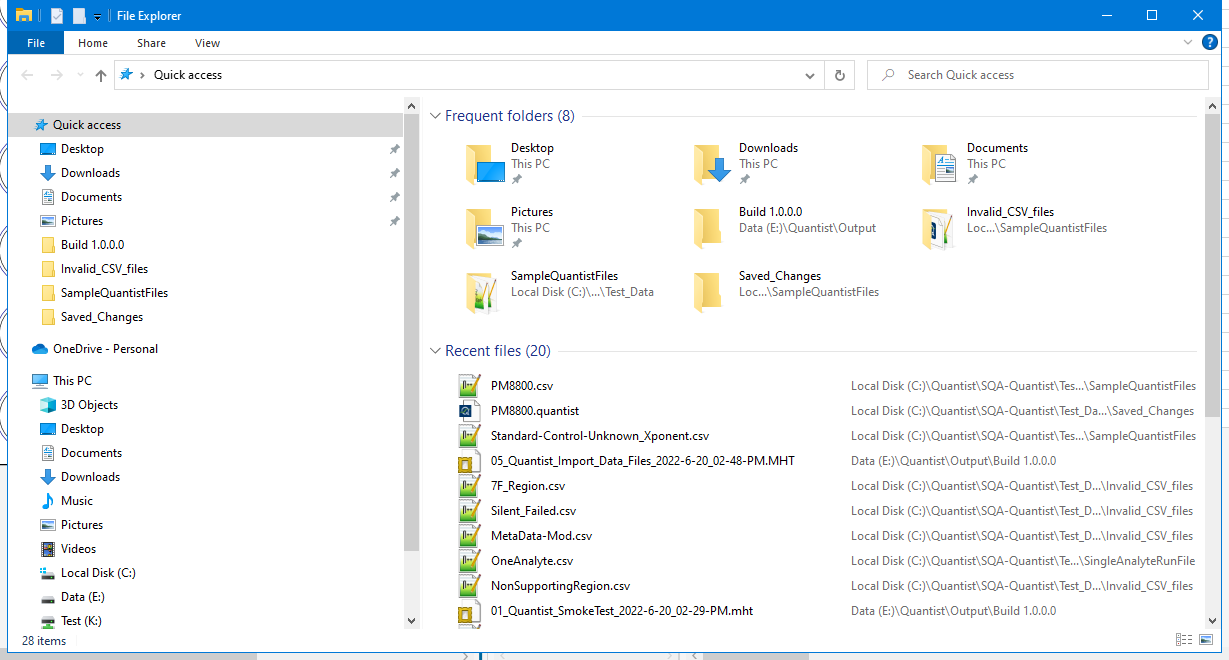 File Explorer
File Home Share View
Quick access
Search Quick access
Quick access
Desktop
Downloads
Documents
Pictures
Build 1.0.0.0
Invalid_CSV_files
SampleQuantistFiles
Saved_Changes
OneDrive - Personal
This PC
3D Objects
Desktop
Documents
Downloads
Music
Pictures
Videos
Local Disk (C:)
Data (E:)
Test (K:)
Frequent folders (8)
Desktop
This PC
Downloads
This PC
Documents
This PC
Pictures
This PC
Build 1.0.0.0
Data (E:)\Quantist\Output
Invalid_CSV_files
Loc...\SampleQuantistFiles
SampleQuantistFiles
Local Disk (C:)\...\Test_Data
Saved_Changes
Loc...\SampleQuantistFiles
Recent files (20)
PM8800.csv Local Disk (C:)\Quantist\SQA-Quantist\Tes...\SampleQuantistFiles
PM8800.quantist Local Disk (C:)\Quantist\SQA-Quantist\Test_Da...\Saved_Changes
Standard-Control-Unknown_Xponent.csv Local Disk (C:)\Quantist\SQA-Quantist\Tes...\SampleQuantistFiles
05_Quantist_Import_Data_Files_2022-6-20_02-48-PM.MHT Data (E:)\Quantist\Output\Build 1.0.0.0
7F_Region.csv Local Disk (C:)\Quantist\SQA-Quantist\Test_D...\Invalid_CSV_files
Silent_Failed.csv Local Disk (C:)\Quantist\SQA-Quantist\Test_D...\Invalid_CSV_files
MetaData-Mod.csv Local Disk (C:)\Quantist\SQA-Quantist\Test_D...\Invalid_CSV_files
OneAnalyte.csv Local Disk (C:)\Quantist\SQA-Quantist\Te...\SingleAnalyteRunFile
NonSupportingRegion.csv Local Disk (C:)\Quantist\SQA-Quantist\Test_D...\Invalid_CSV_files
01_Quantist_SmokeTest_2022-6-20_02-29-PM.mht Data (E:)\Quantist\Output\Build 1.0.0.0
28 items